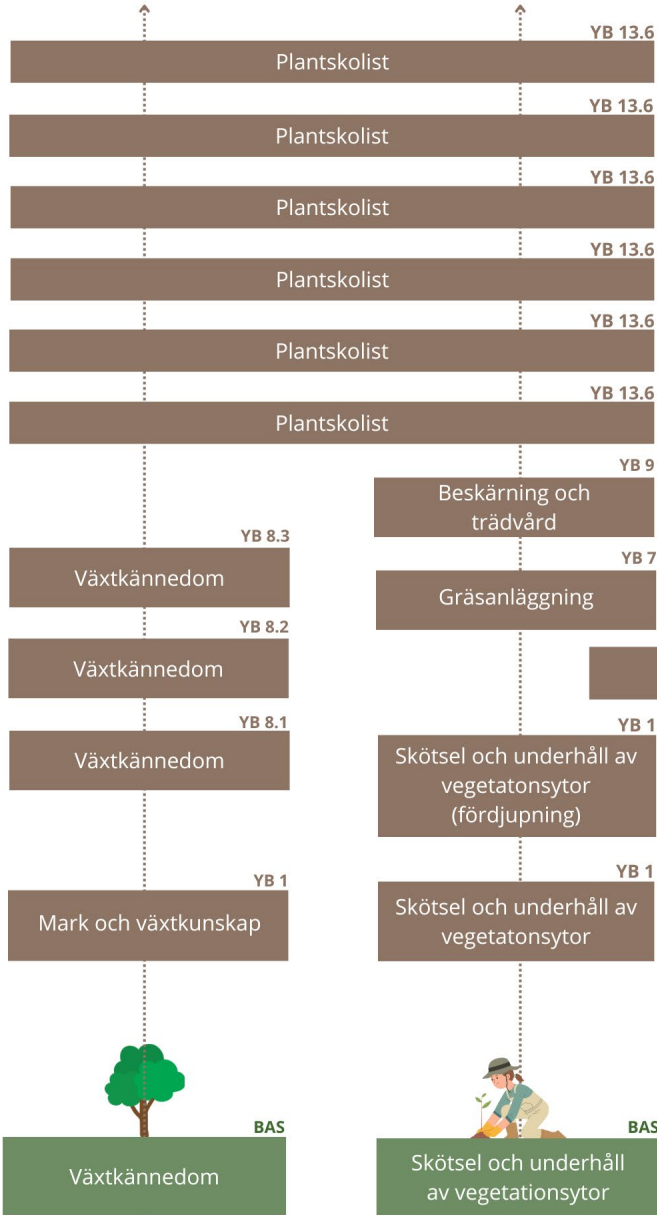 YB 13.6
Plantskolist
YB 13.6
Plantskolist
YB 13.6
Plantskolist
YB 13.6
Plantskolist
YB 13.6
Plantskolist
YB 13.6
Plantskolist
YB 9
Beskärning och
trädvård
YB 8.3
Växtkännedom
YB 7
Gräsanläggning
YB 8.2
Växtkännedom
YB 8.1
Växtkännedom
YB 1
Skötsel och underhåll av
vegetatonsytor
(fördjupning)
YB 1
Mark och växtkunskap
YB 1
Skötsel och underhåll av
vegetatonsytor
BAS
Växtkännedom
BAS
Skötsel och underhåll
av vegetationsytor